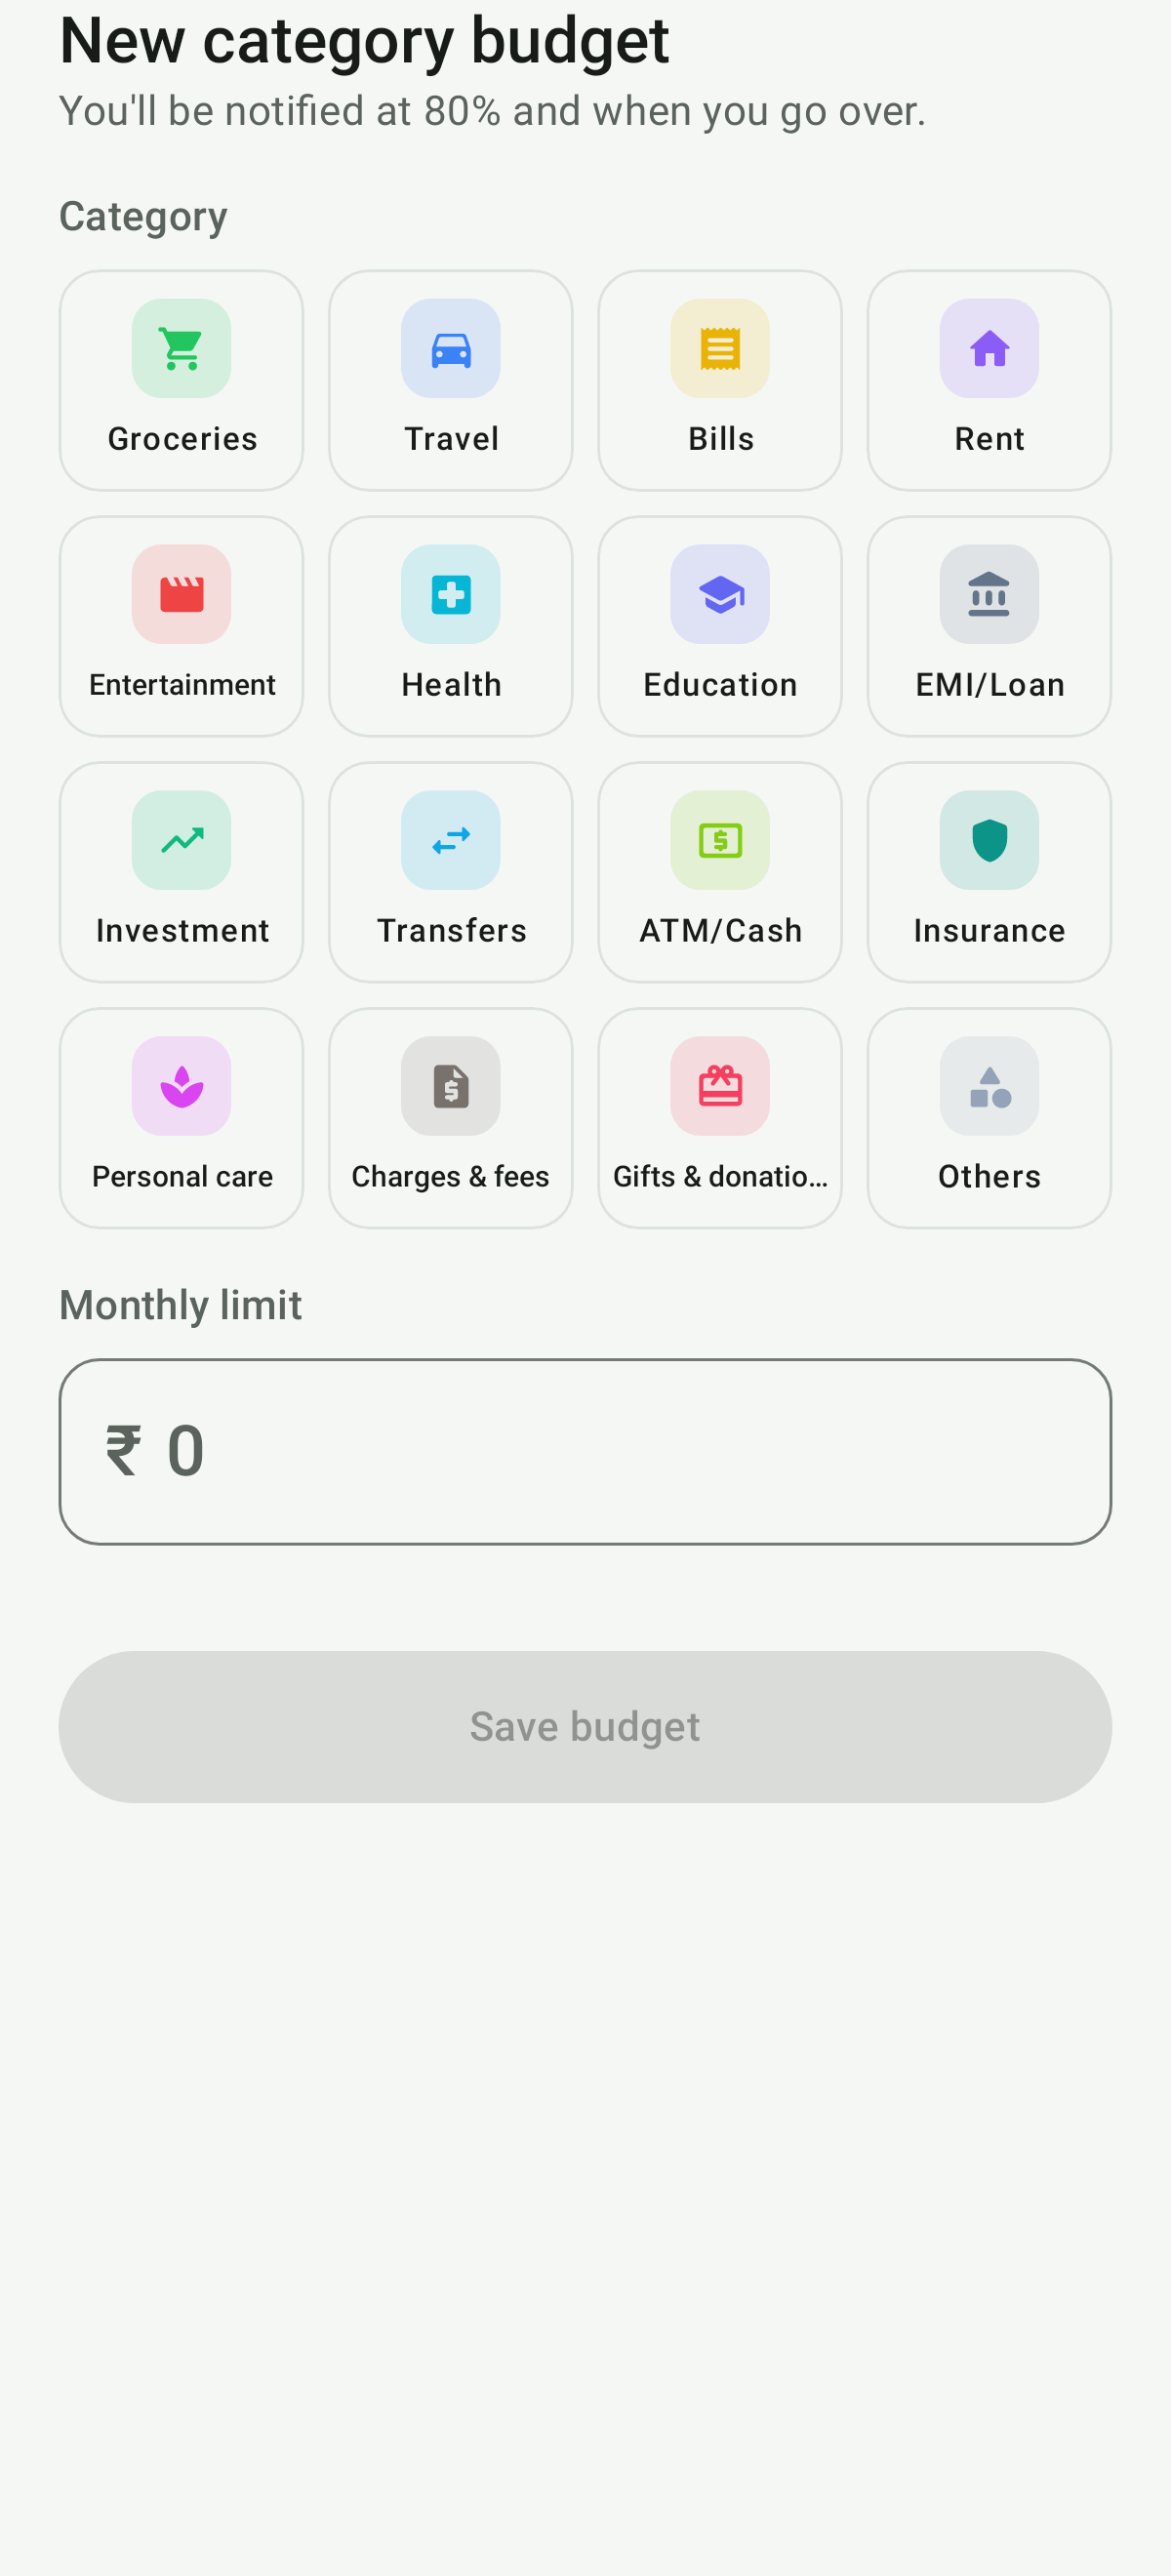 New category budget
You'll be notified at 80% and when you go over.
Category
Groceries Travel Bills Rent
Entertainment Health Education EMI/Loan
Investment Transfers ATM/Cash Insurance
Personal care Charges & fees Gifts & donatio... Others
Monthly limit
₹ 0
Save budget